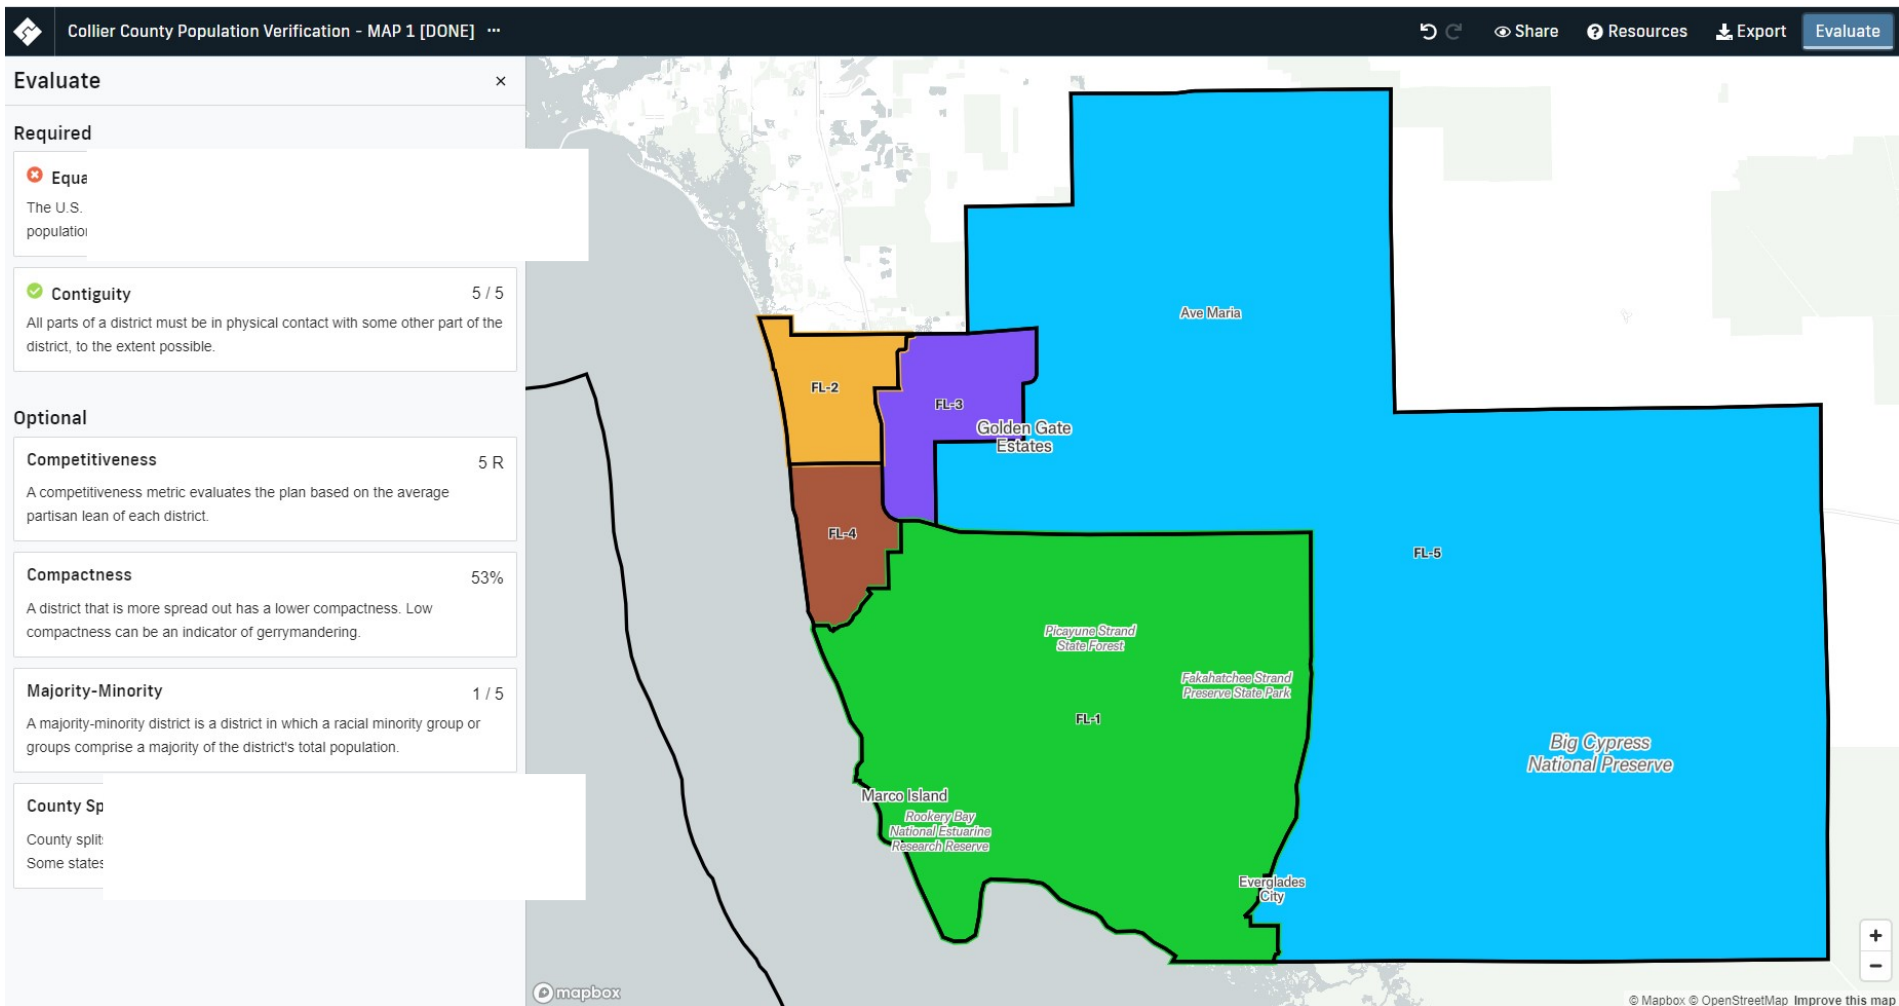 Collier County Population Verification - MAP 1 [DONE] ···
Share
Resources
Export
Evaluate
Evaluate
×
Required
Equa
The U.S.
populatio
Contiguity
5 / 5
All parts of a district must be in physical contact with some other part of the
district, to the extent possible.
Optional
Competitiveness
5 R
A competitiveness metric evaluates the plan based on the average
partisan lean of each district.
Compactness
53%
A district that is more spread out has a lower compactness. Low
compactness can be an indicator of gerrymandering.
Majority-Minority
1 / 5
A majority-minority district is a district in which a racial minority group or
groups comprise a majority of the district's total population.
County Sp
County split
Some states
Ave Maria
FL-2
FL-3
Golden Gate
Estates
FL-4
FL-5
Picayune Strand
State Forest
Fakahatchee Strand
Preserve State Park
FL-1
Big Cypress
National Preserve
Marco Island
Rookery Bay
National Estuarine
Research Reserve
Everglades
City
+
−
mapbox
© Mapbox © OpenStreetMap Improve this map